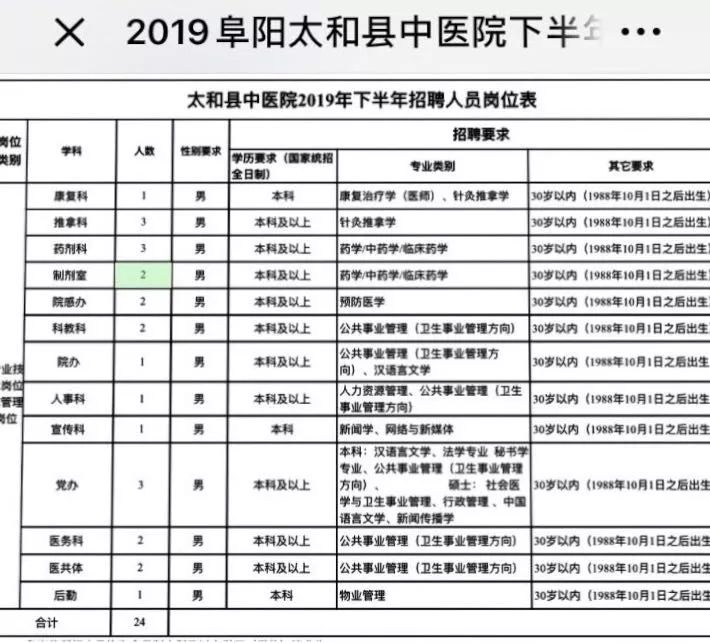 2019阜阳太和县中医院下半年
太和县中医院2019年下半年招聘人员岗位表
岗位类别 学科 人数 性别要求 招聘要求
学历要求（国家统招全日制） 专业类别 其它要求
康复科 1 男 本科 康复治疗学（医师）、针灸推拿学 30岁以内（1988年10月1日之后出生）
推拿科 3 男 本科及以上 针灸推拿学 30岁以内（1988年10月1日之后出生）
药剂科 3 男 本科及以上 药学/中药学/临床药学 30岁以内（1988年10月1日之后出生）
制剂室 2 男 本科及以上 药学/中药学/临床药学 30岁以内（1988年10月1日之后出生）
院感办 2 男 本科及以上 预防医学 30岁以内（1988年10月1日之后出生）
科教科 2 男 本科及以上 公共事业管理（卫生事业管理方向） 30岁以内（1988年10月1日之后出生）
业技
岗位
管理
岗位
院办 1 男 本科及以上 公共事业管理（卫生事业管理方向）、汉语言文学 30岁以内（1988年10月1日之后出生
人事科 1 男 本科及以上 人力资源管理、公共事业管理（卫生事业管理方向） 30岁以内（1988年10月1日之后出生
宣传科 1 男 本科 新闻学、网络与新媒体 30岁以内（1988年10月1日之后出生
党办 3 男 本科及以上 本科：汉语言文学、法学专业 秘书学专业、公共事业管理（卫生事业管理方向）、 硕士：社会医学与卫生事业管理、行政管理 、中国语言文学、新闻传播学 30岁以内（1988年10月1日之后出生
医务科 2 男 本科及以上 公共事业管理（卫生事业管理方向） 30岁以内（1988年10月1日之后出生
医共体 2 男 本科及以上 公共事业管理（卫生事业管理方向） 30岁以内（1988年10月1日之后出生
后勤 1 男 本科 物业管理 30岁以内（1988年10月1日之后出生
合计 24